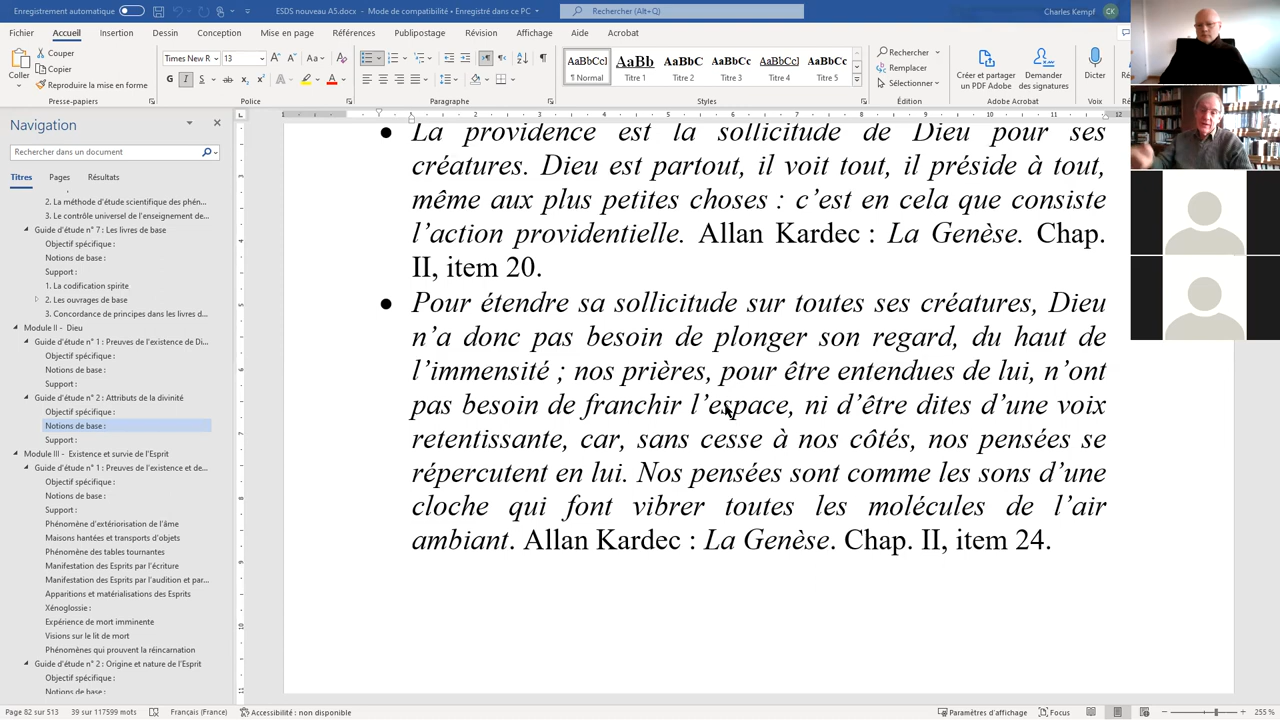 Enregistrement automatique
ESDS nouveau A5.docx - Mode de compatibilité • Enregistré dans ce PC
Rechercher (Alt+Q)
Charles Kempf
CK
Fichier
Accueil
Insertion
Dessin
Conception
Mise en page
Références
Publipostage
Révision
Affichage
Aide
Acrobat
Coller
Couper
Copier
Reproduire la mise en forme
Presse-papiers
Times New R
13
G
I
S
Police
Paragraphe
AaBbCcI
¶ Normal
AaBb
Titre 1
AaBbC
Titre 2
AaBbCc
Titre 3
AaBbCcI
Titre 4
AaBbCc
Titre 5
Styles
Rechercher
Remplacer
Sélectionner
Édition
Créer et partager
un PDF Adobe
Demander
des signatures
Adobe Acrobat
Dicter
Voix
Navigation
Rechercher dans un document
Titres
Pages
Résultats
2. La méthode d'étude scientifique des phén...
3. Le contrôle universel de l'enseignement de...
Guide d'étude n° 7 : Les livres de base
Objectif spécifique :
Notions de base :
Support :
1. La codification spirite
2. Les ouvrages de base
3. Concordance de principes dans les livres d...
Module II - Dieu
Guide d'étude n° 1 : Preuves de l'existence de Di...
Objectif spécifique :
Notions de base :
Support :
Guide d'étude n° 2 : Attributs de la divinité
Objectif spécifique :
Notions de base :
Support :
Module III - Existence et survie de l'Esprit
Guide d'étude n° 1 : Preuves de l'existence et de...
Objectif spécifique :
Notions de base :
Support :
Phénomène d'extériorisation de l'âme
Maisons hantées et transports d'objets
Phénomène des tables tournantes
Manifestation des Esprits par l'écriture
Manifestation des Esprits par l'audition et par...
Apparitions et matérialisations des Esprits
Xénoglossie :
Expérience de mort imminente
Visions sur le lit de mort
Phénomènes qui prouvent la réincarnation
Guide d'étude n° 2 : Origine et nature de l'Esprit
Objectif spécifique :
Notions de base :
● La providence est la sollicitude de Dieu pour ses
créatures. Dieu est partout, il voit tout, il préside à tout,
même aux plus petites choses : c'est en cela que consiste
l'action providentielle. Allan Kardec : La Genèse. Chap.
II, item 20.
● Pour étendre sa sollicitude sur toutes ses créatures, Dieu
n'a donc pas besoin de plonger son regard, du haut de
l'immensité ; nos prières, pour être entendues de lui, n'ont
pas besoin de franchir l'espace, ni d'être dites d'une voix
retentissante, car, sans cesse à nos côtés, nos pensées se
répercutent en lui. Nos pensées sont comme les sons d'une
cloche qui font vibrer toutes les molécules de l'air
ambiant. Allan Kardec : La Genèse. Chap. II, item 24.
Page 82 sur 513
39 sur 117599 mots
Français (France)
Accessibilité : non disponible
Paramètres d'affichage
Focus
255 %